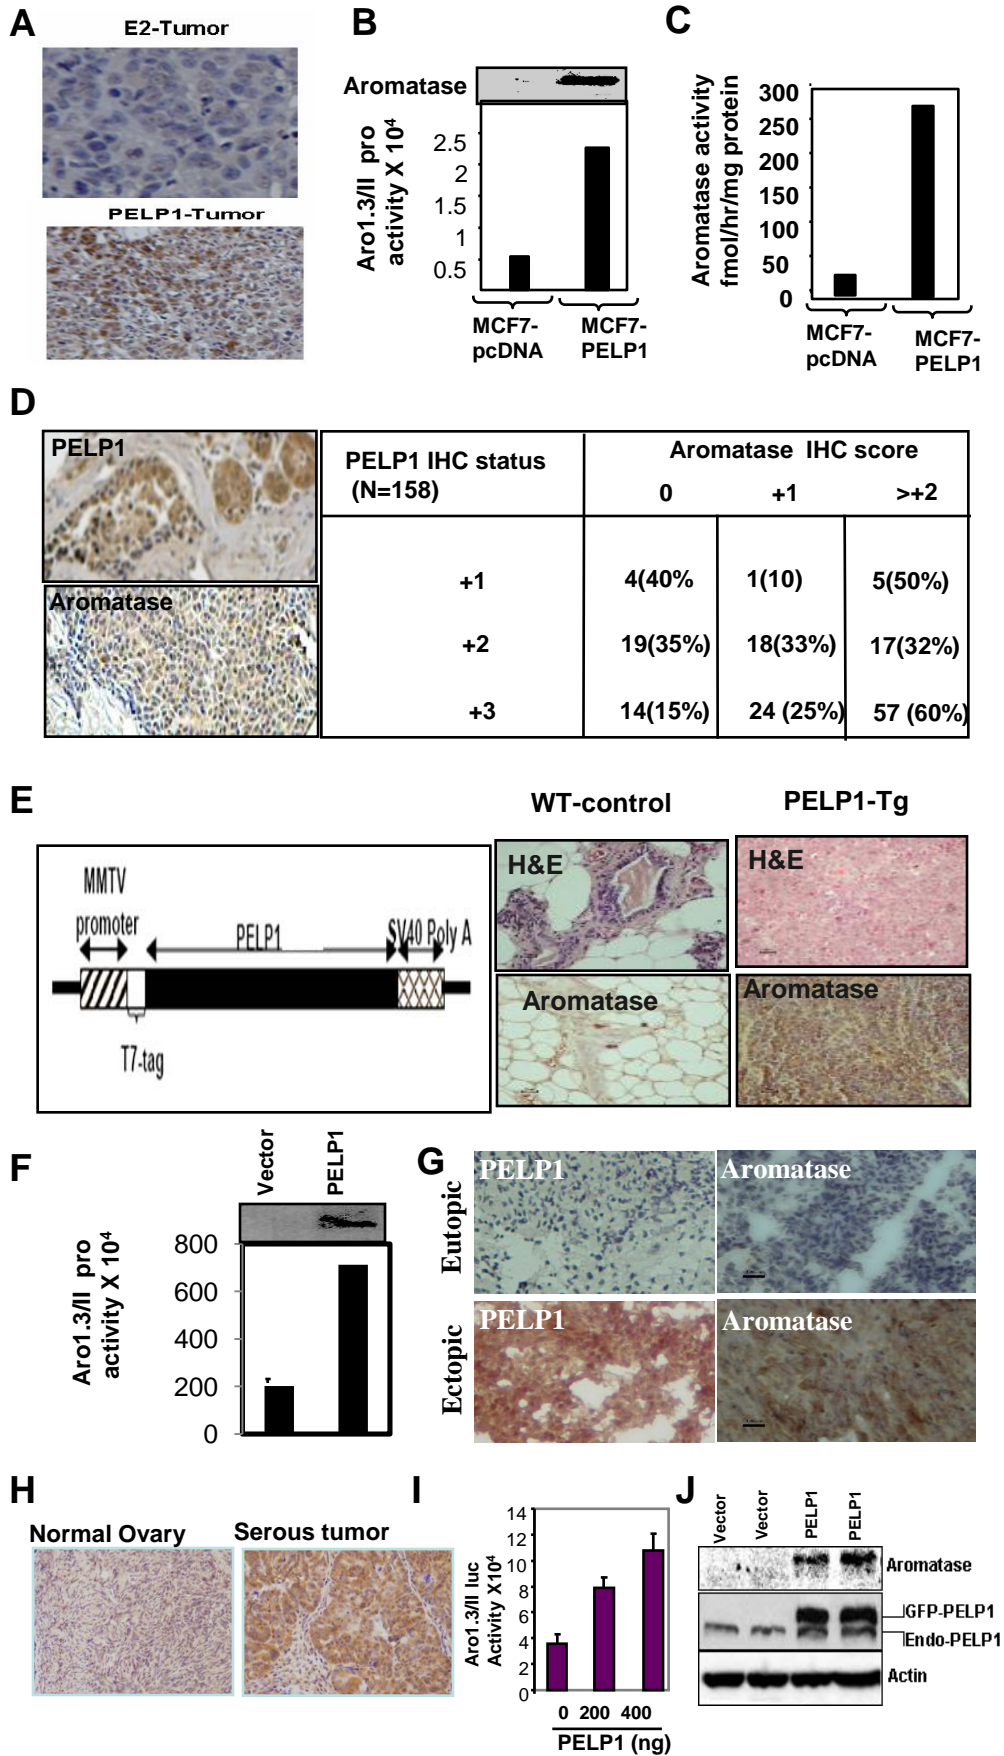 A
E2-Tumor
PELP1-Tumor
B
Aromatase
Aro1.3/II pro
activity X 10⁴
2.5
2
1.5
1
0.5
MCF7-
pcDNA
MCF7-
PELP1
C
Aromatase activity
fmol/hr/mg protein
300
250
200
150
100
50
0
MCF7-
pcDNA
MCF7-
PELP1
D
PELP1
Aromatase
PELP1 IHC status
(N=158)
Aromatase IHC score
0 +1 >+2
+1 4(40% 1(10) 5(50%)
+2 19(35%) 18(33%) 17(32%)
+3 14(15%) 24 (25%) 57 (60%)
E
MMTV
promoter
PELP1
SV40 Poly A
T7-tag
WT-control
PELP1-Tg
H&E
H&E
Aromatase
Aromatase
F
Vector
PELP1
Aro1.3/II pro
activity X 10⁴
800
600
400
200
0
G
Eutopic
PELP1
Aromatase
Ectopic
PELP1
Aromatase
H
Normal Ovary
Serous tumor
I
Aro1.3/II luc
Activity X10⁴
14
12
10
8
6
4
2
0
0 200 400
PELP1 (ng)
J
Vector
Vector
PELP1
PELP1
Aromatase
GFP-PELP1
Endo-PELP1
Actin